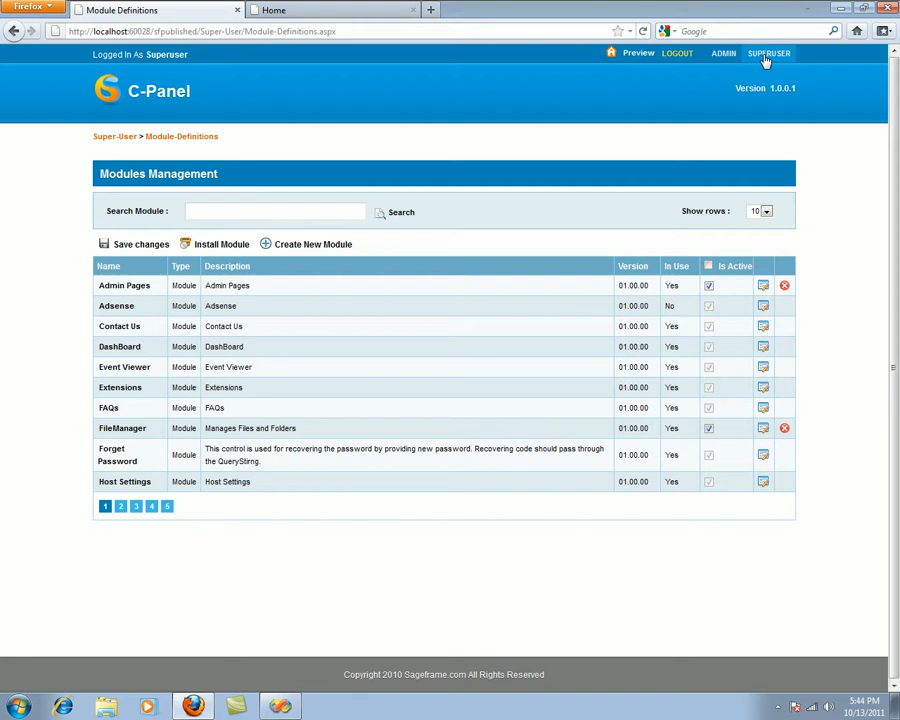 Firefox
Module Definitions
Home
http://localhost:60028/sfpublished/Super-User/Module-Definitions.aspx
Google
Logged In As Superuser
Preview LOGOUT ADMIN SUPERUSER
C-Panel
Version 1.0.0.1
Super-User > Module-Definitions
Modules Management
Search Module : Search Show rows : 10
Save changes Install Module Create New Module
Name Type Description Version In Use Is Active
Admin Pages Module Admin Pages 01.00.00 Yes
Adsense Module Adsense 01.00.00 No
Contact Us Module Contact Us 01.00.00 Yes
DashBoard Module DashBoard 01.00.00 Yes
Event Viewer Module Event Viewer 01.00.00 Yes
Extensions Module Extensions 01.00.00 Yes
FAQs Module FAQs 01.00.00 Yes
FileManager Module Manages Files and Folders 01.00.00 Yes
Forget Password Module This control is used for recovering the password by providing new password. Recovering code should pass through
the QueryStirng. 01.00.00 Yes
Host Settings Module Host Settings 01.00.00 Yes
1 2 3 4 5
Copyright 2010 Sageframe.com All Rights Reserved
5:44 PM
10/13/2011